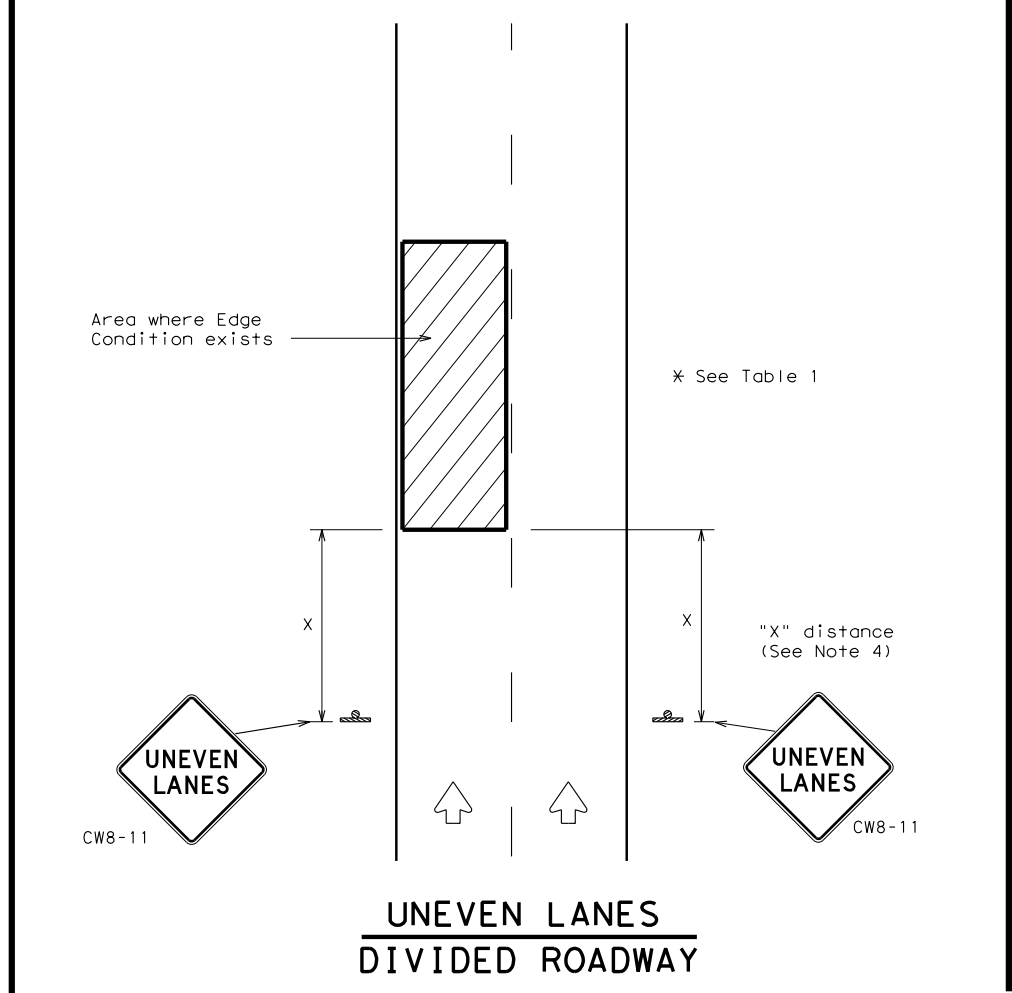 Area where Edge
Condition exists
* See Table 1
X
X
"X" distance
(See Note 4)
UNEVEN
LANES
CW8-11
UNEVEN
LANES
CW8-11
UNEVEN LANES
DIVIDED ROADWAY